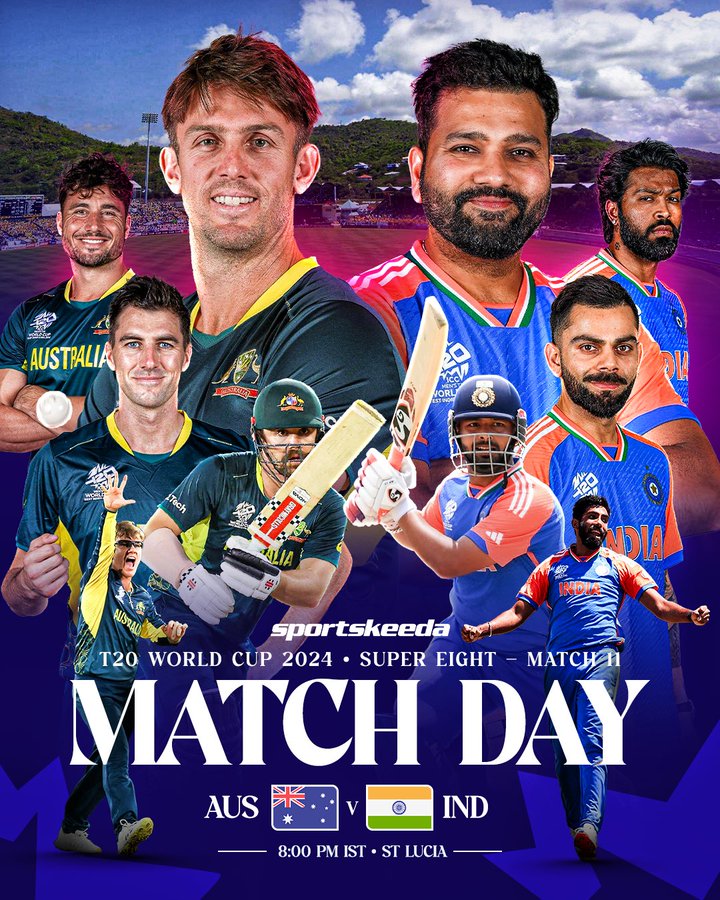 AUSTRALIA
INDIA
INDIA
sportskeeda
T20 WORLD CUP 2024 • SUPER EIGHT – MATCH 11
MATCH DAY
AUS V IND
8:00 PM IST • ST LUCIA